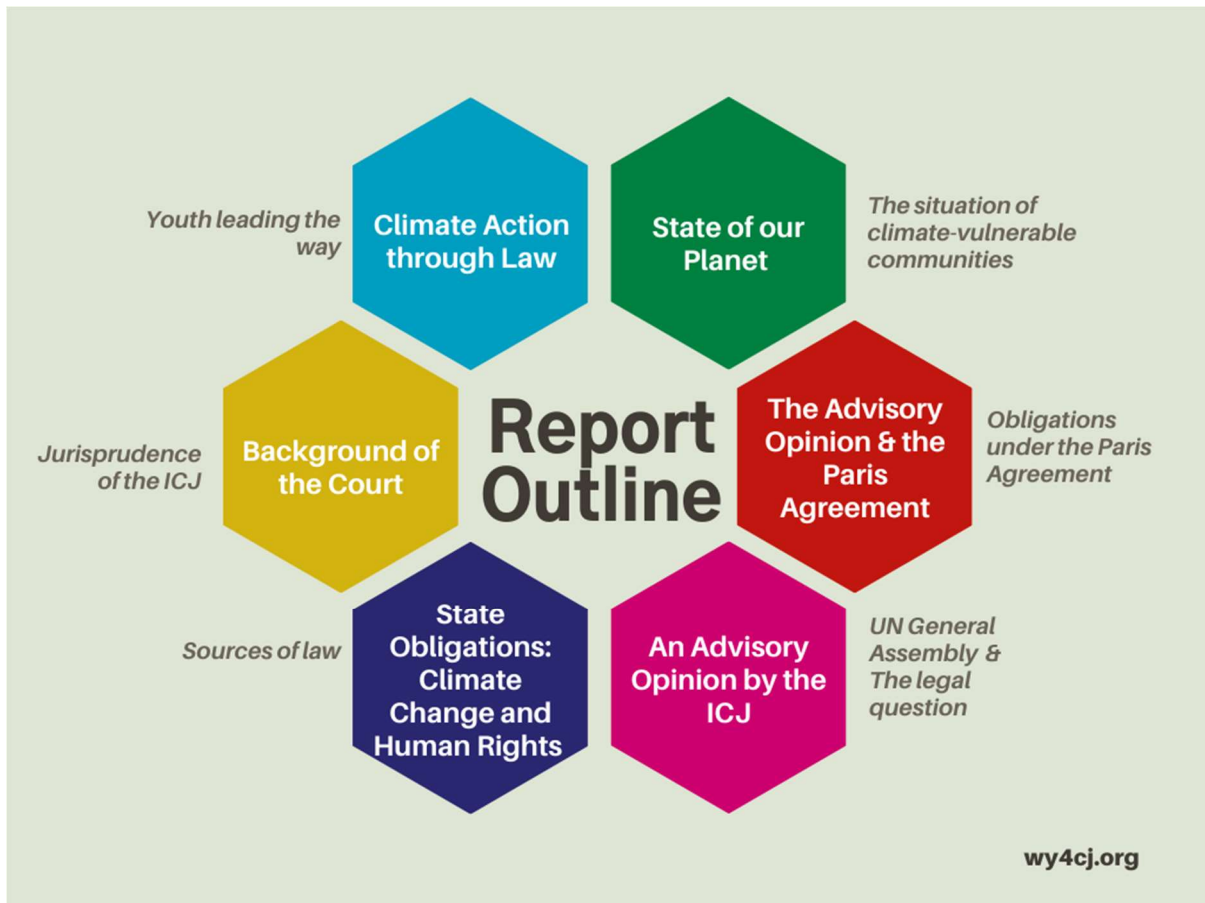 Youth leading the
way
Climate Action
through Law
State of our
Planet
The situation of
climate-vulnerable
communities
Jurisprudence
of the ICJ
Background of
the Court
Report
Outline
The Advisory
Opinion & the
Paris
Agreement
Obligations
under the Paris
Agreement
Sources of law
State
Obligations:
Climate
Change and
Human Rights
An Advisory
Opinion by the
ICJ
UN General
Assembly &
The legal
question
wy4cj.org